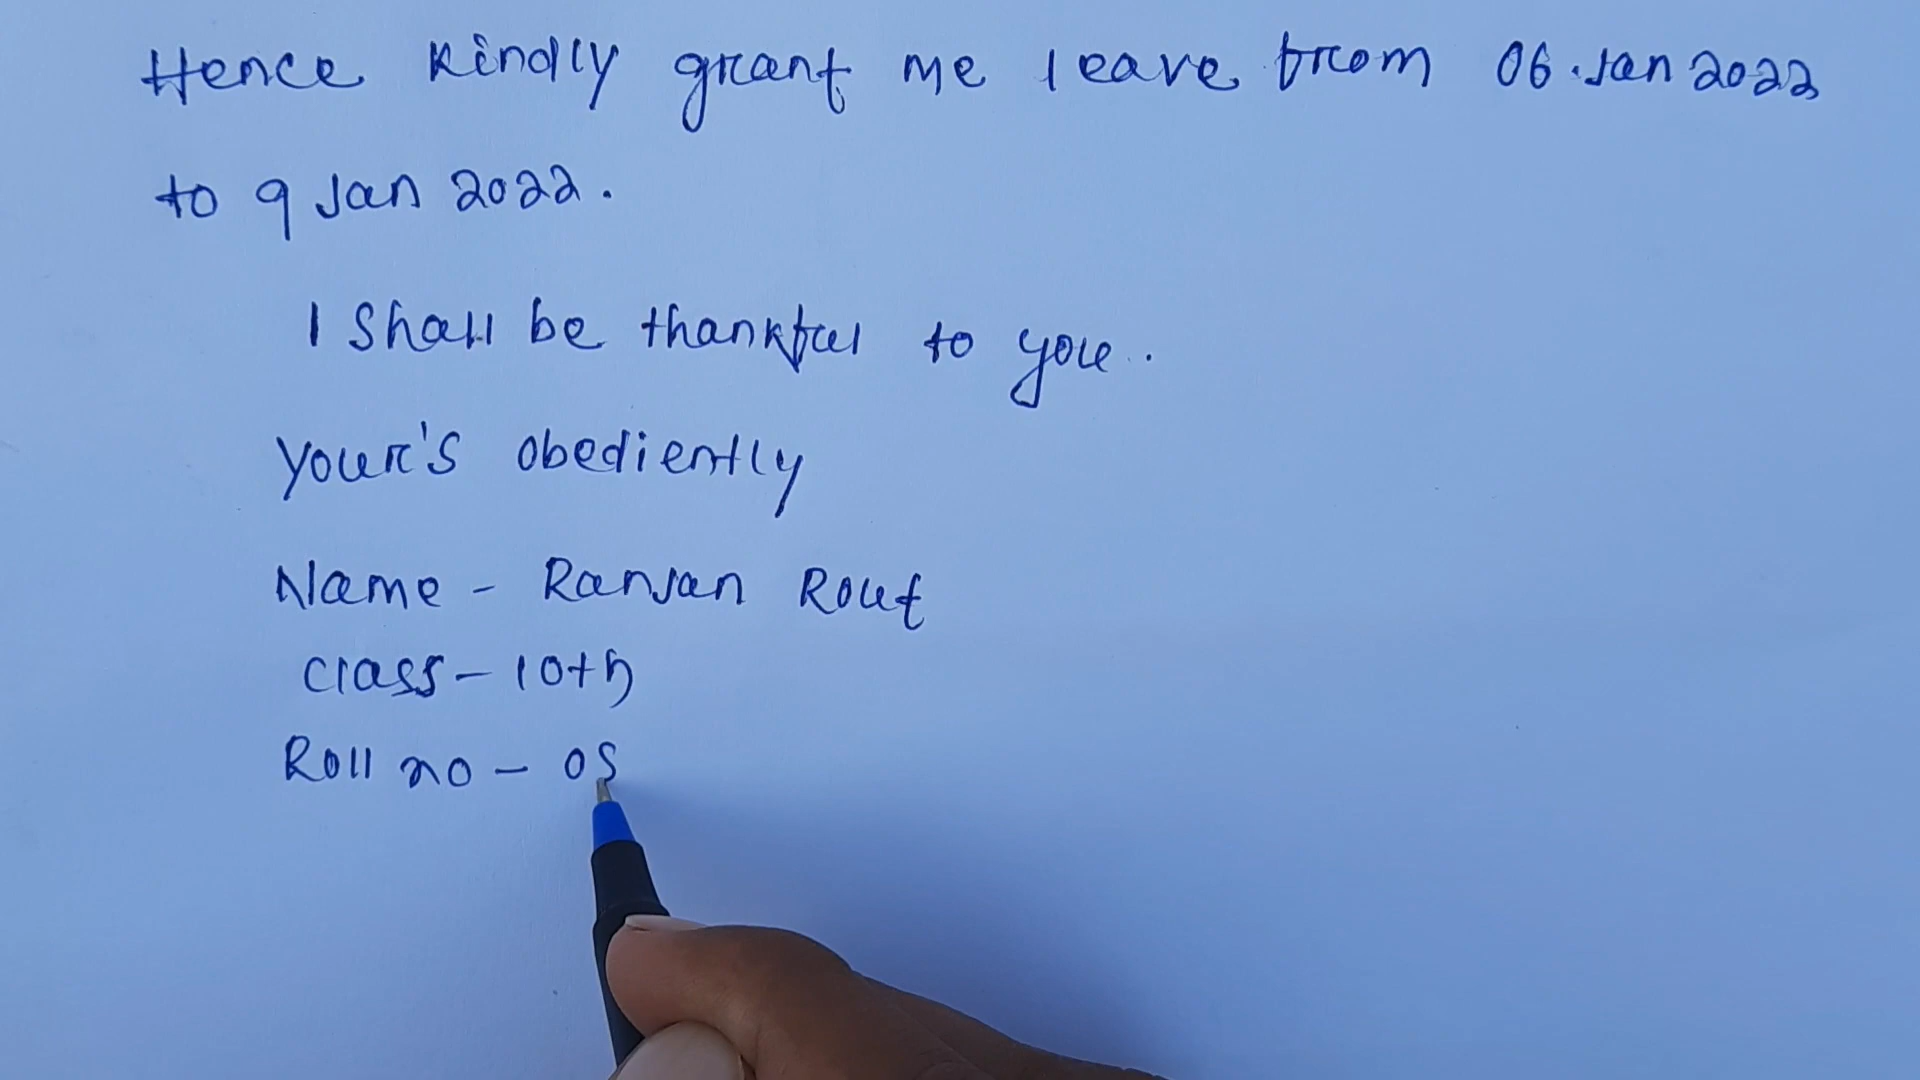 Hence Kindly grant me leave from 06 Jan 2022
to 9 Jan 2022.
I Shall be thankful to you..
Your's obediently
Name - Ranjan Rout
Class - 10th
Roll no - 05